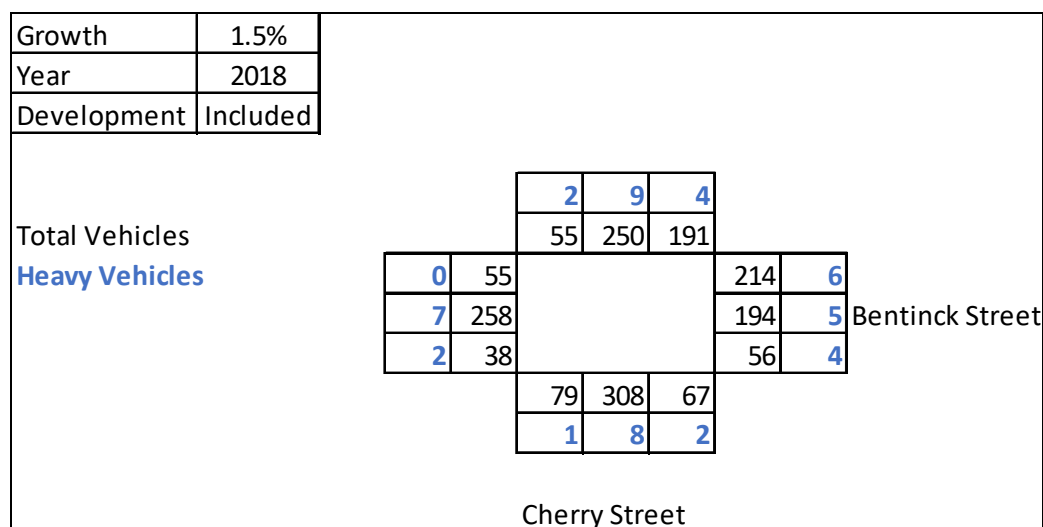 Growth 1.5%
Year 2018
Development Included
2 9 4
Total Vehicles 55 250 191
Heavy Vehicles 0 55 214 6
7 258 194 5 Bentinck Street
2 38 56 4
79 308 67
1 8 2
Cherry Street